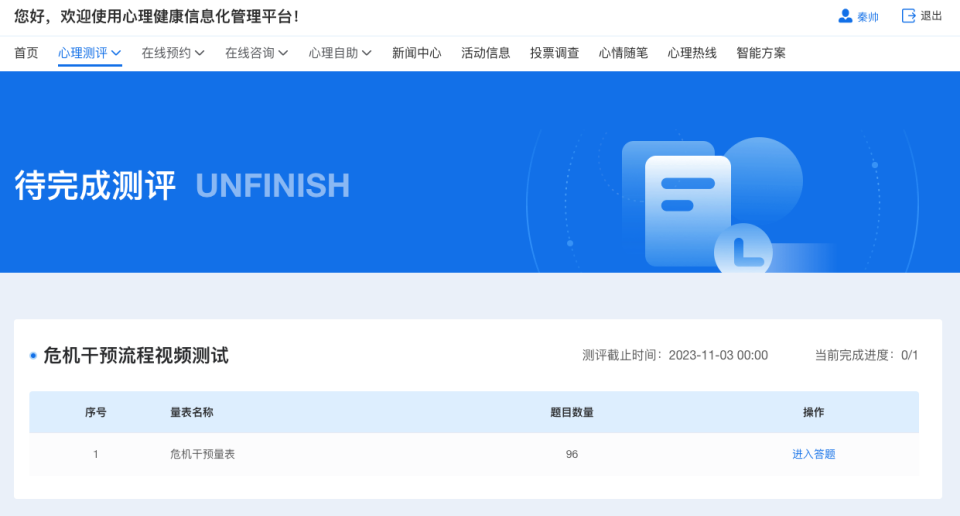 您好，欢迎使用心理健康信息化管理平台！ 秦帅 退出
首页 心理测评 在线预约 在线咨询 心理自助 新闻中心 活动信息 投票调查 心情随笔 心理热线 智能方案
待完成测评 UNFINISH
危机干预流程视频测试 测评截止时间：2023-11-03 00:00 当前完成进度：0/1
序号 量表名称 题目数量 操作
1 危机干预量表 96 进入答题